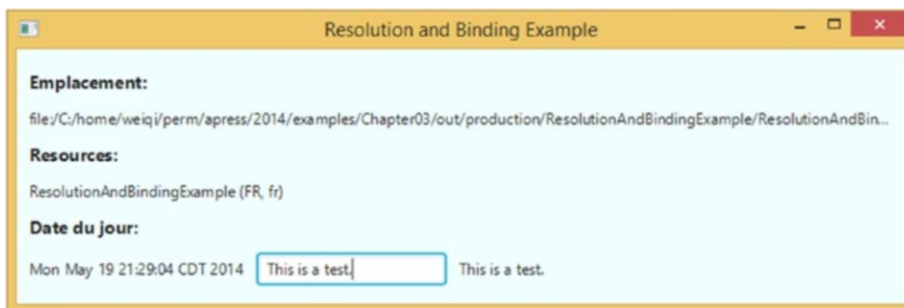 Resolution and Binding Example
Emplacement:
file:/C:/home/weiqi/perm/apress/2014/examples/Chapter03/out/production/ResolutionAndBindingExample/ResolutionAndBin...
Resources:
ResolutionAndBindingExample (FR, fr)
Date du jour:
Mon May 19 21:29:04 CDT 2014 This is a test. This is a test.